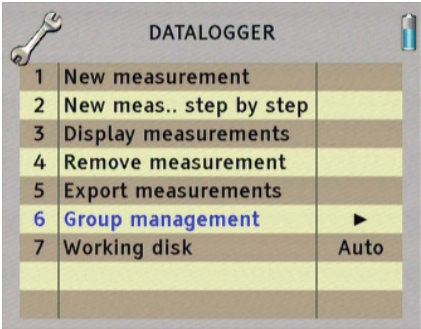 DATALOGGER
1 New measurement
2 New meas.. step by step
3 Display measurements
4 Remove measurement
5 Export measurements
6 Group management ►
7 Working disk Auto